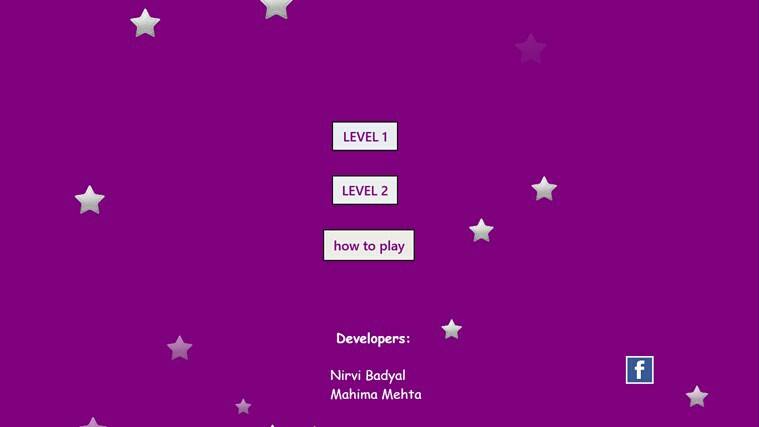 LEVEL 1
LEVEL 2
how to play
Developers:
Nirvi Badyal
Mahima Mehta
f